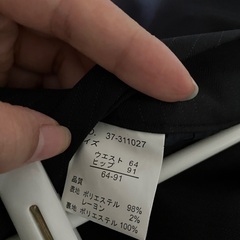 O. 37-311027
イズ
ウエスト 64
ヒップ 91
64-91
品質
表地 ポリエステル 98%
レーヨン 2%
裏地 ポリエステル 100%